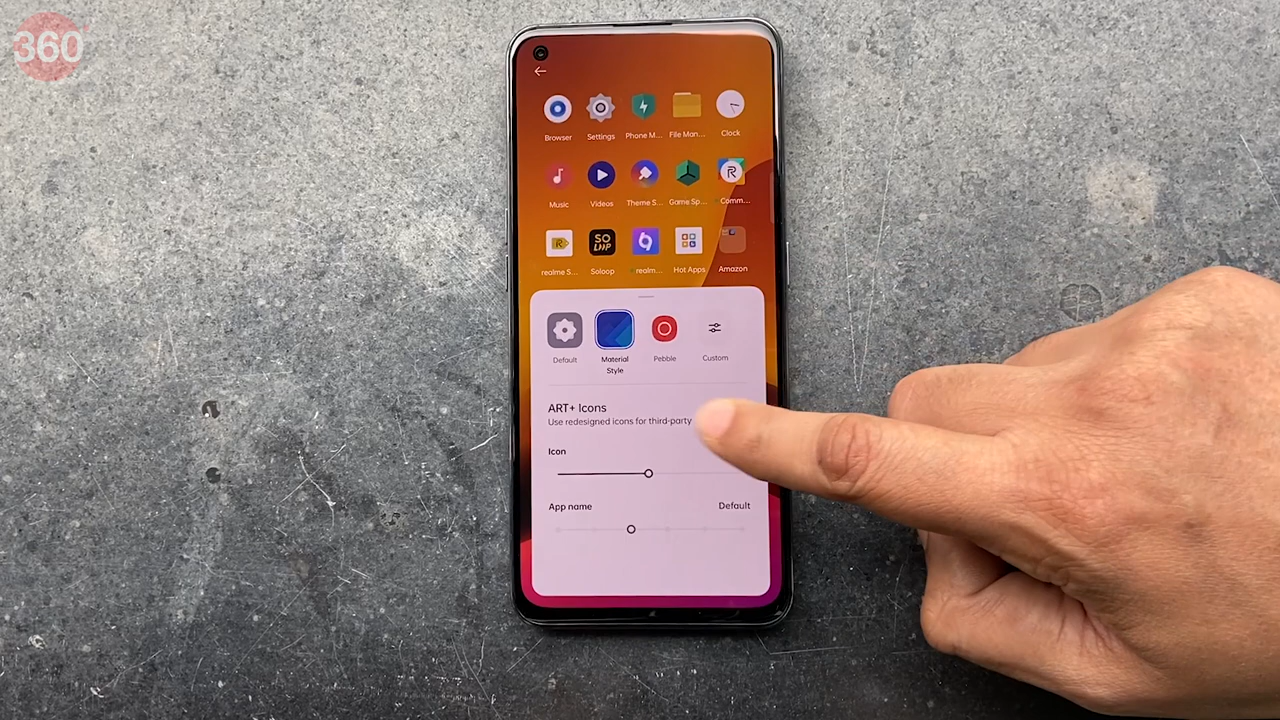 360
Browser
Settings
Phone M...
File Man...
Clock
Music
Videos
Theme S...
Game Sp...
Comm...
R
realme S...
SO
LOOP
Soloop
realm...
Hot Apps
Amazon
Default
Material
Style
Pebble
Custom
ART+ Icons
Use redesigned icons for third-party
Icon
App name
Default